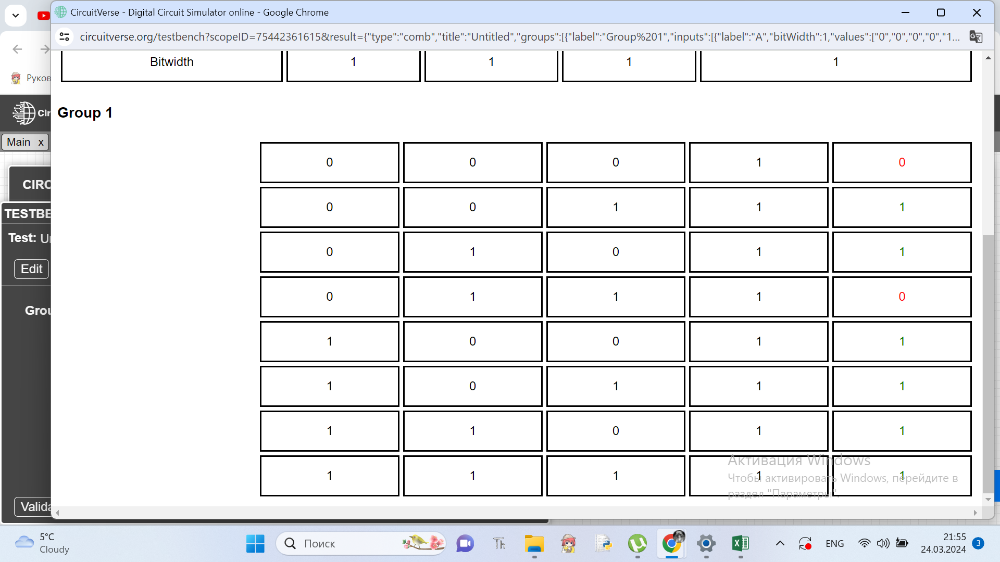 CircuitVerse - Digital Circuit Simulator online - Google Chrome
circuitverse.org/testbench?scopeID=75442361615&result={"type":"comb","title":"Untitled","groups":[{"label":"Group%201","inputs":[{"label":"A","bitWidth":1,"values":["0","0","0","0","1...
Руков
Cir
Main x
CIRC
TESTBE
Test: Un
Edit
Grou
Valida
Bitwidth 1 1 1 1
Group 1
0 0 0 1 0
0 0 1 1 1
0 1 0 1 1
0 1 1 1 0
1 0 0 1 1
1 0 1 1 1
1 1 0 1 1
1 1 1 1 1
Активация Windows
Чтобы активировать Windows, перейдите в
раздел "Параметры".
5°C
Cloudy
Поиск
Th
ENG
21:55
24.03.2024
3